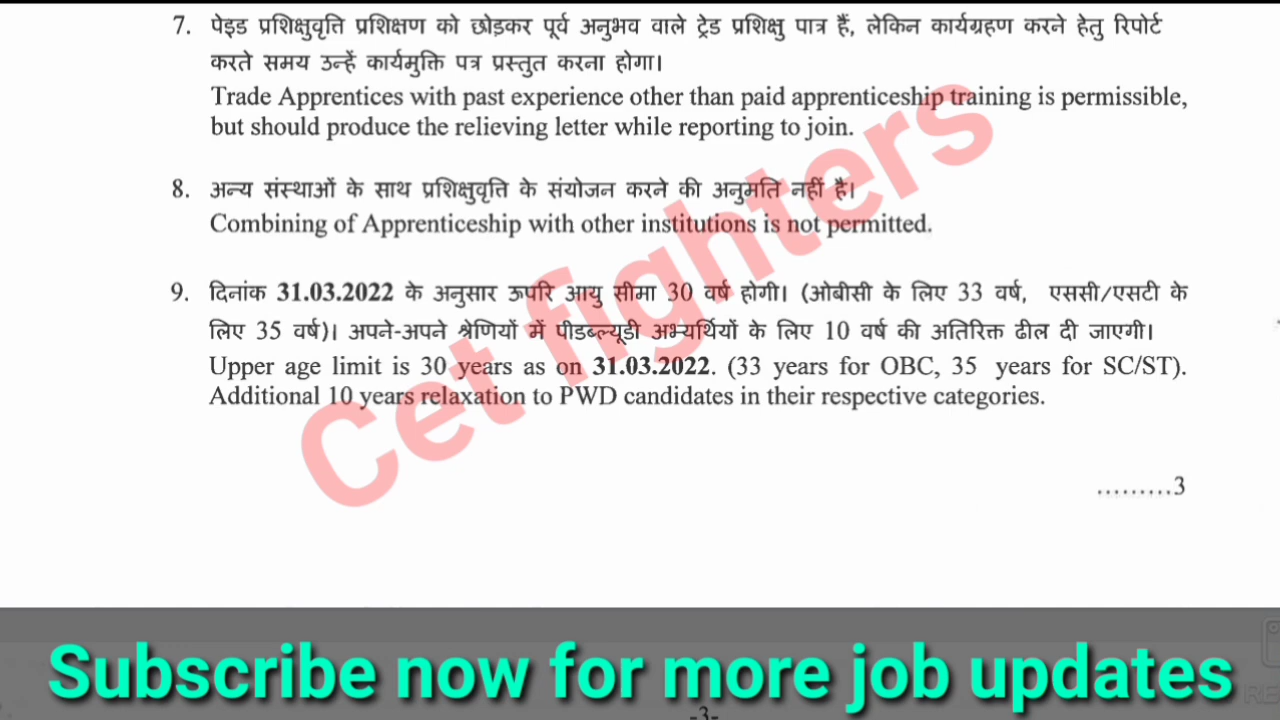 7. पेइड प्रशिक्षुवृत्ति प्रशिक्षण को छोड़कर पूर्व अनुभव वाले ट्रेड प्रशिक्षु पात्र हैं, लेकिन कार्यग्रहण करने हेतु रिपोर्ट
करते समय उन्हें कार्यमुक्ति पत्र प्रस्तुत करना होगा।
Trade Apprentices with past experience other than paid apprenticeship training is permissible,
but should produce the relieving letter while reporting to join.
8. अन्य संस्थाओं के साथ प्रशिक्षुवृत्ति के संयोजन करने की अनुमति नहीं है।
Combining of Apprenticeship with other institutions is not permitted.
9. दिनांक 31.03.2022 के अनुसार ऊपरि आयु सीमा 30 वर्ष होगी। (ओबीसी के लिए 33 वर्ष, एससी/एसटी के
लिए 35 वर्ष)। अपने-अपने श्रेणियों में पीडब्ल्यूडी अभ्यर्थियों के लिए 10 वर्ष की अतिरिक्त ढील दी जाएगी।
Upper age limit is 30 years as on 31.03.2022. (33 years for OBC, 35 years for SC/ST).
Additional 10 years relaxation to PWD candidates in their respective categories.
Cet fighters
.........3
Subscribe now for more job updates
-3-